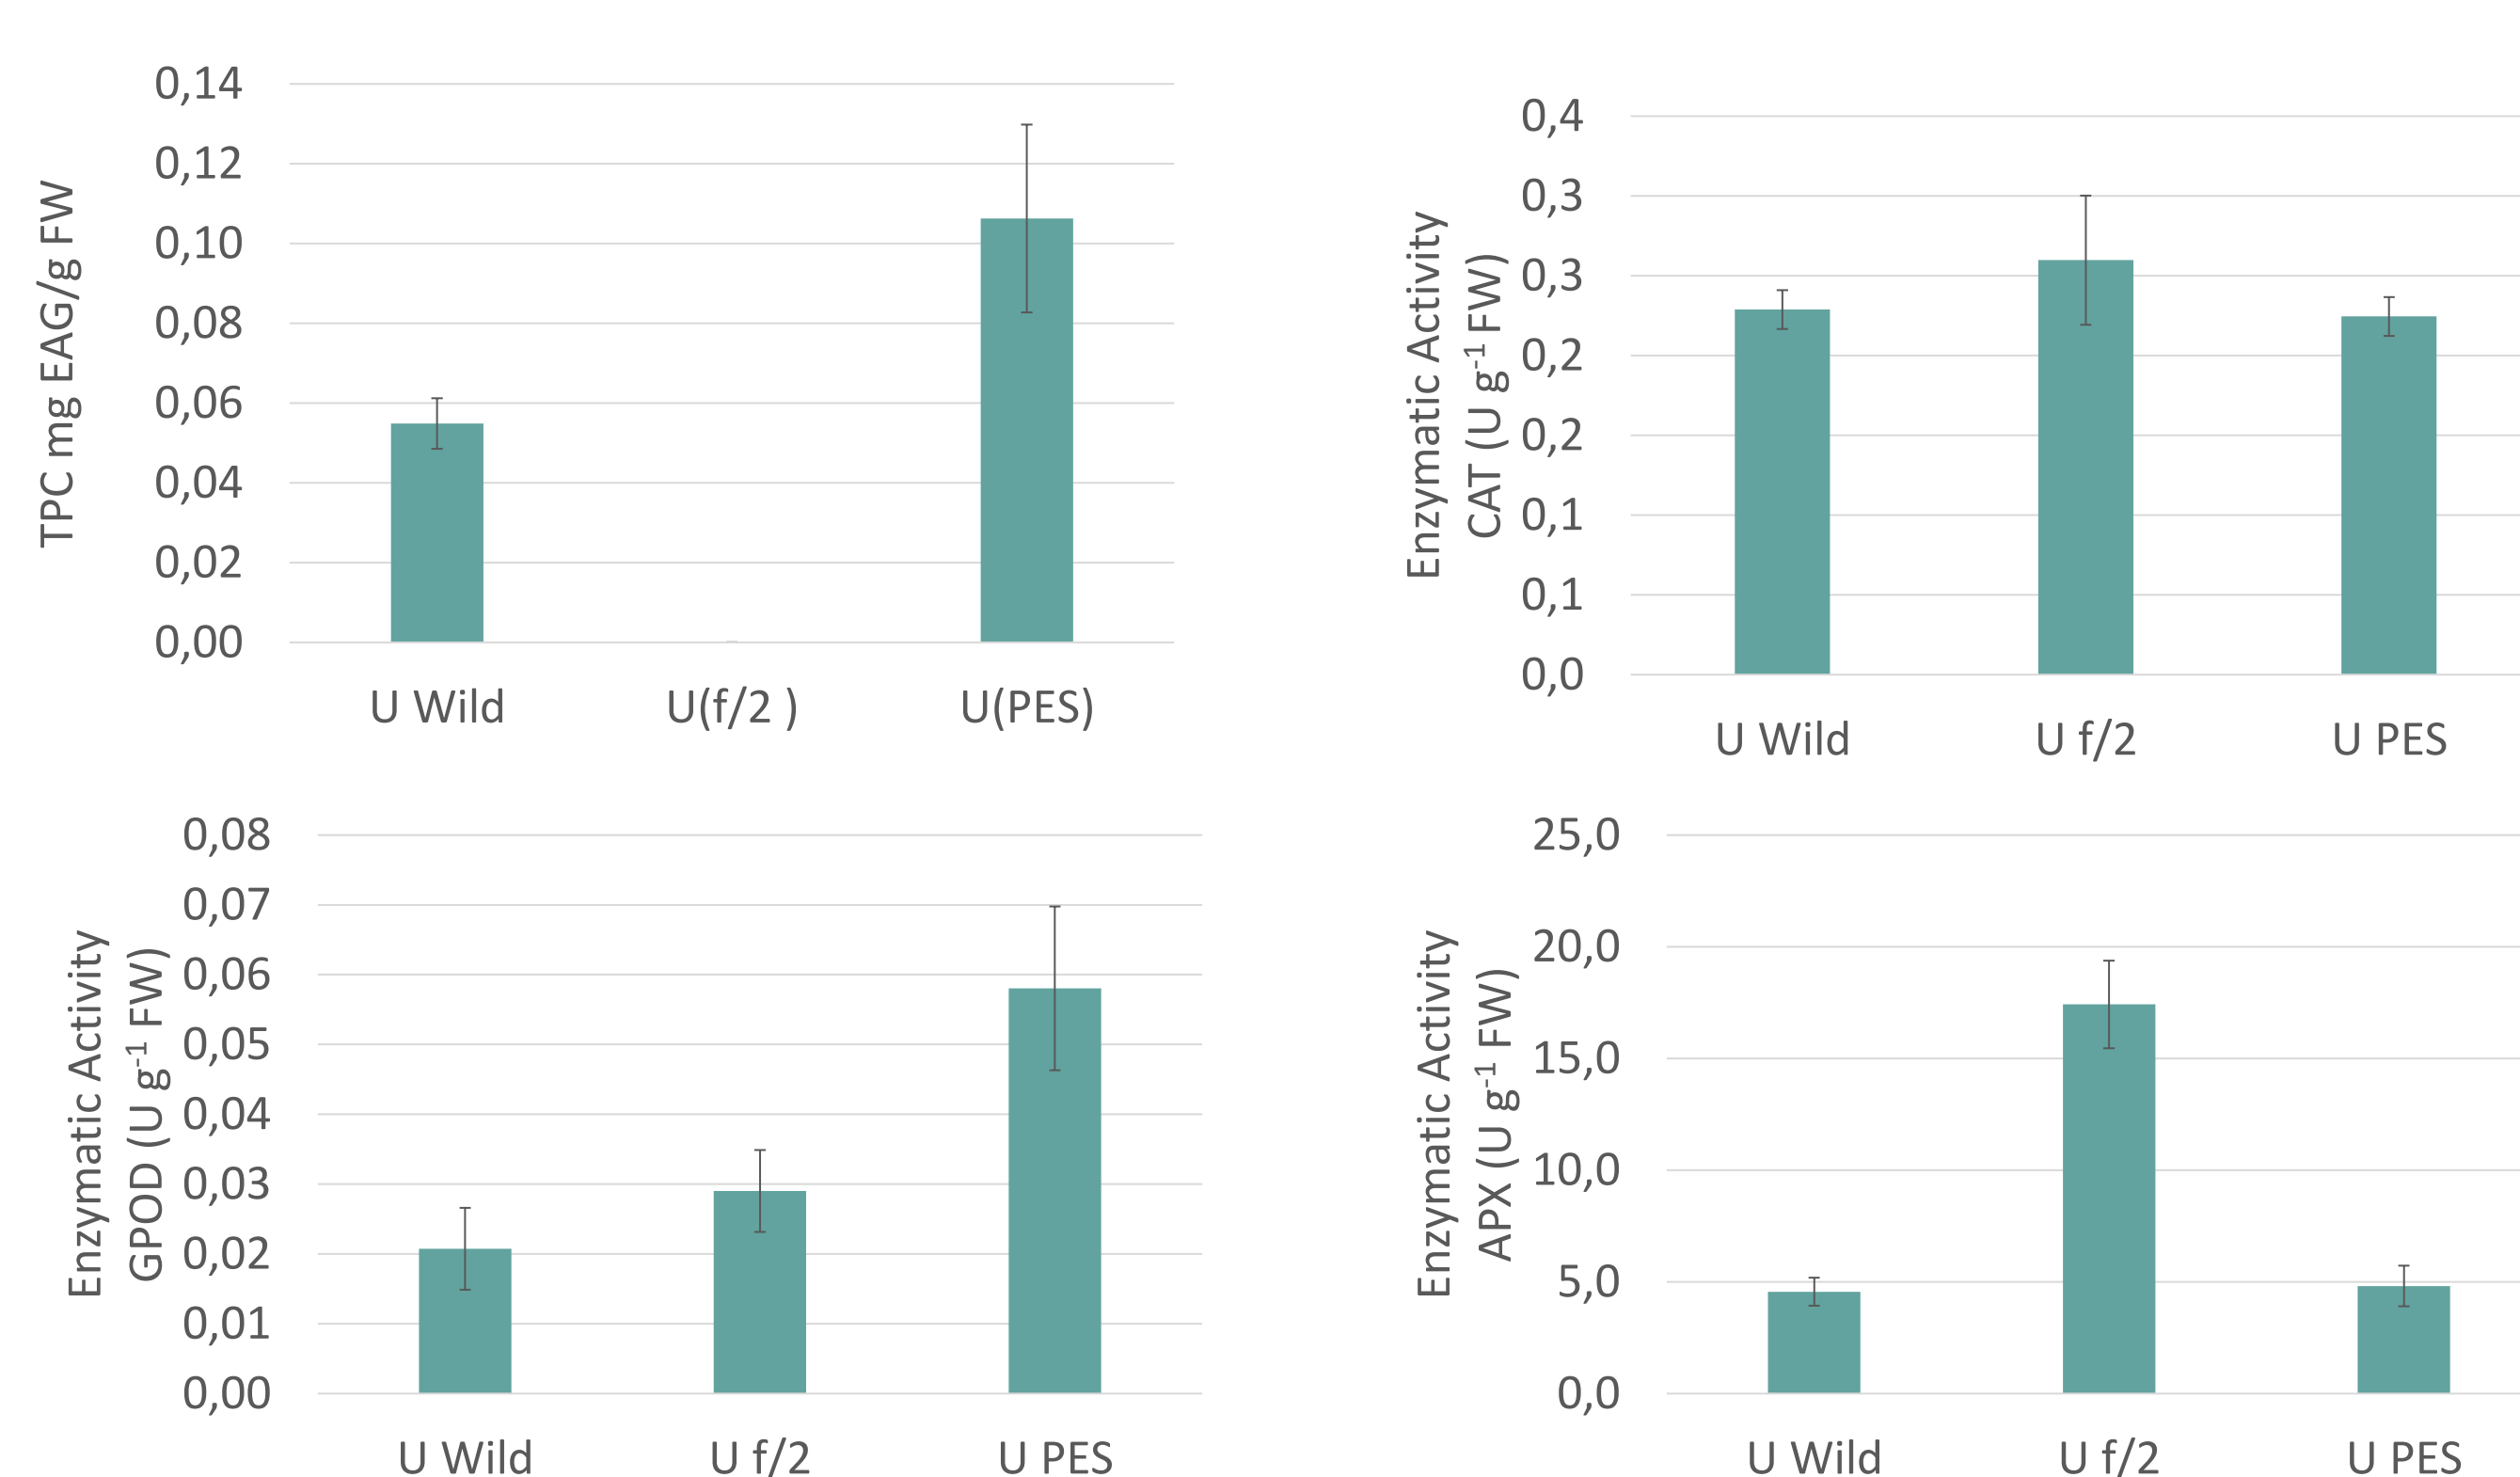 TPC mg EAG/g FW
0,14
0,12
0,10
0,08
0,06
0,04
0,02
0,00
U Wild U(f/2 ) U(PES)
Enzymatic Activity
CAT (U g-1 FW)
0,4
0,3
0,3
0,2
0,2
0,1
0,1
0,0
U Wild U f/2 U PES
Enzymatic Activity
GPOD (U g-1 FW)
0,08
0,07
0,06
0,05
0,04
0,03
0,02
0,01
0,00
U Wild U f/2 U PES
Enzymatic Activity
APX (U g-1 FW)
25,0
20,0
15,0
10,0
5,0
0,0
U Wild U f/2 U PES